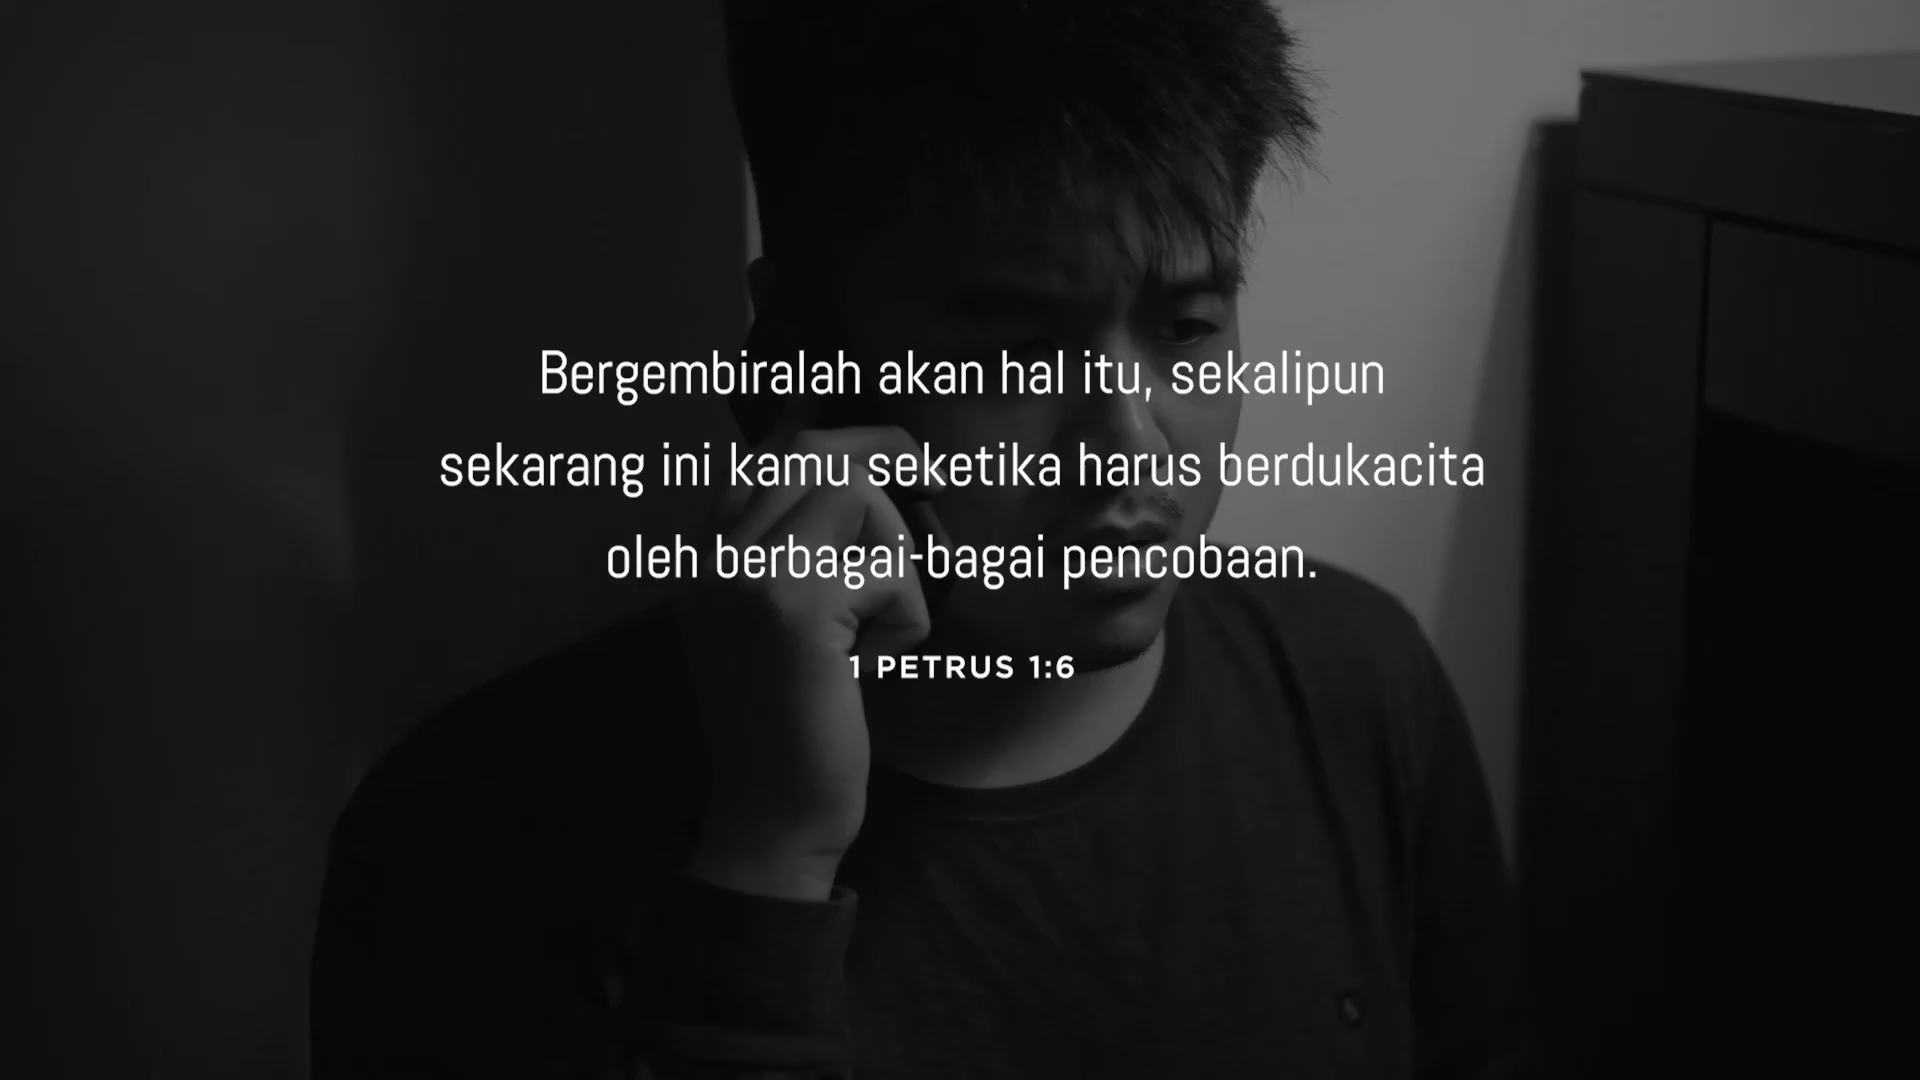 Bergembiralah akan hal itu, sekalipun
sekarang ini kamu seketika harus berdukacita
oleh berbagai-bagai pencobaan.
1 PETRUS 1:6